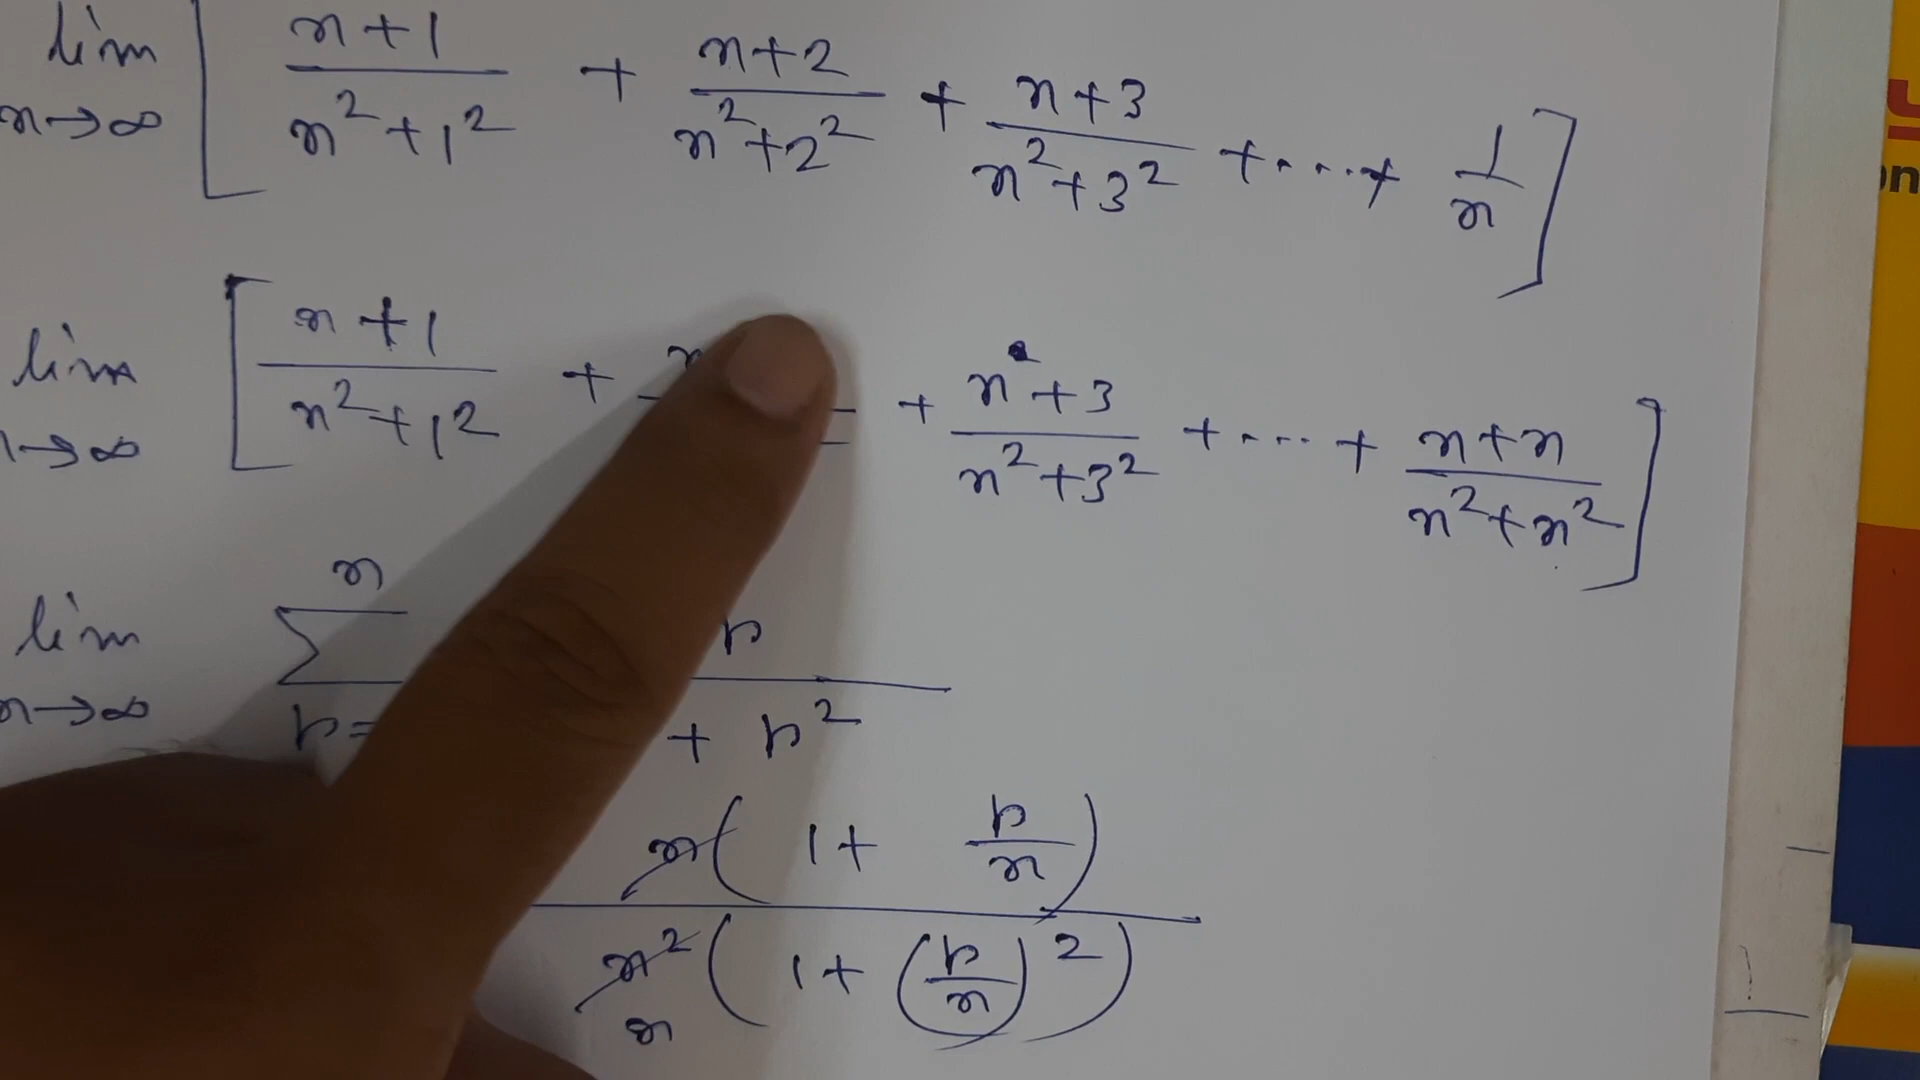 lim n→∞ [ (n+1)/(n²+1²) + (n+2)/(n²+2²) + (n+3)/(n²+3²) + .... + 1/n ]
lim n→∞ [ (n+1)/(n²+1²) + n + (n+3)/(n²+3²) + .... + (n+n)/(n²+n²) ]
lim n→∞ Σ n r= r / + r²
n(1 + r/n) / n²(1 + (r/n)²)
n
on